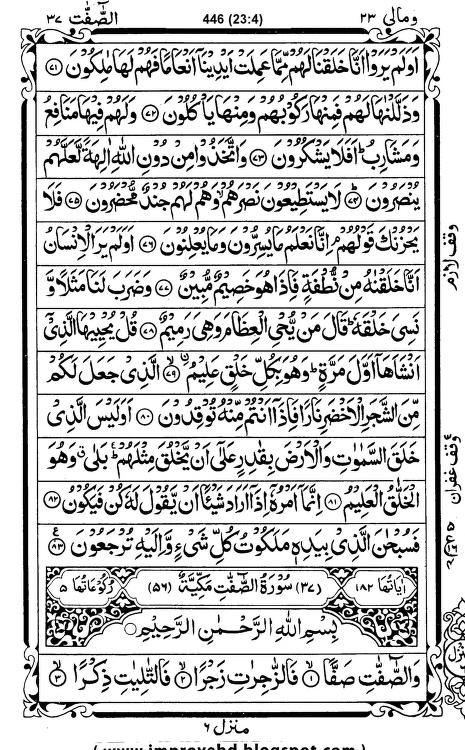 ومالى ٢٣
446 (23:4)
الصّٰفّٰت ٣٧
اَوَلَمْ يَرَوْا اَنَّا خَلَقْنَا لَهُمْ مِّمَّا عَمِلَتْ اَيْدِيْنَاۤ اَنْعَامًا فَهُمْ لَهَا مٰلِكُوْنَ ﴿٧١﴾
وَذَلَّلْنٰهَا لَهُمْ فَمِنْهَا رَكُوْبُهُمْ وَمِنْهَا يَاْكُلُوْنَ ﴿٧٢﴾ وَلَهُمْ فِيْهَا مَنَافِعُ
وَمَشَارِبُ ؕ اَفَلَا يَشْكُرُوْنَ ﴿٧٣﴾ وَاتَّخَذُوْا مِنْ دُوْنِ اللّٰهِ اٰلِهَةً لَّعَلَّهُمْ
يُنْصَرُوْنَ ﴿٧٤﴾ لَا يَسْتَطِيْعُوْنَ نَصْرَهُمْ ۙ وَهُمْ لَهُمْ جُنْدٌ مُّحْضَرُوْنَ ﴿٧٥﴾ فَلَا
يَحْزُنْكَ قَوْلُهُمْ ۘ اِنَّا نَعْلَمُ مَا يُسِرُّوْنَ وَمَا يُعْلِنُوْنَ ﴿٧٦﴾ اَوَلَمْ يَرَ الْاِنْسَانُ
اَنَّا خَلَقْنٰهُ مِنْ نُّطْفَةٍ فَاِذَا هُوَ خَصِيْمٌ مُّبِيْنٌ ﴿٧٧﴾ وَضَرَبَ لَنَا مَثَلًا وَّ
نَسِىَ خَلْقَهٗ ؕ قَالَ مَنْ يُّحْىِ الْعِظَامَ وَهِىَ رَمِيْمٌ ﴿٧٨﴾ قُلْ يُحْيِيْهَا الَّذِىْۤ
اَنْشَاَهَاۤ اَوَّلَ مَرَّةٍ ؕ وَهُوَ بِكُلِّ خَلْقٍ عَلِيْمُ ﴿٧٩﴾ اۨلَّذِىْ جَعَلَ لَكُمْ
مِّنَ الشَّجَرِ الْاَخْضَرِ نَارًا فَاِذَاۤ اَنْتُمْ مِّنْهُ تُوْقِدُوْنَ ﴿٨٠﴾ اَوَلَيْسَ الَّذِىْ
خَلَقَ السَّمٰوٰتِ وَالْاَرْضَ بِقٰدِرٍ عَلٰۤى اَنْ يَّخْلُقَ مِثْلَهُمْ ؕ بَلٰى ۗ وَهُوَ
الْخَلّٰقُ الْعَلِيْمُ ﴿٨١﴾ اِنَّمَاۤ اَمْرُهٗۤ اِذَاۤ اَرَادَ شَيْـًٔا اَنْ يَّقُوْلَ لَهٗ كُنْ فَيَكُوْنُ ﴿٨٢﴾
فَسُبْحٰنَ الَّذِىْ بِيَدِهٖ مَلَكُوْتُ كُلِّ شَىْءٍ وَّاِلَيْهِ تُرْجَعُوْنَ ﴿٨٣﴾
اٰيَاتُهَا ١٨٢ (٣٧) سُوْرَةُ الصّٰٓفّٰتِ مَكِّيَّةٌ (٥٦) رُكُوْعَاتُهَا ٥
بِسْمِ اللّٰهِ الرَّحْمٰنِ الرَّحِيْمِ
وَالصّٰٓفّٰتِ صَفًّا ﴿١﴾ فَالزّٰجِرٰتِ زَجْرًا ﴿٢﴾ فَالتّٰلِيٰتِ ذِكْرًا ﴿٣﴾
وقف لازم
وقف غفران
منزل ٦
( www.improvehd.blogspot.com )